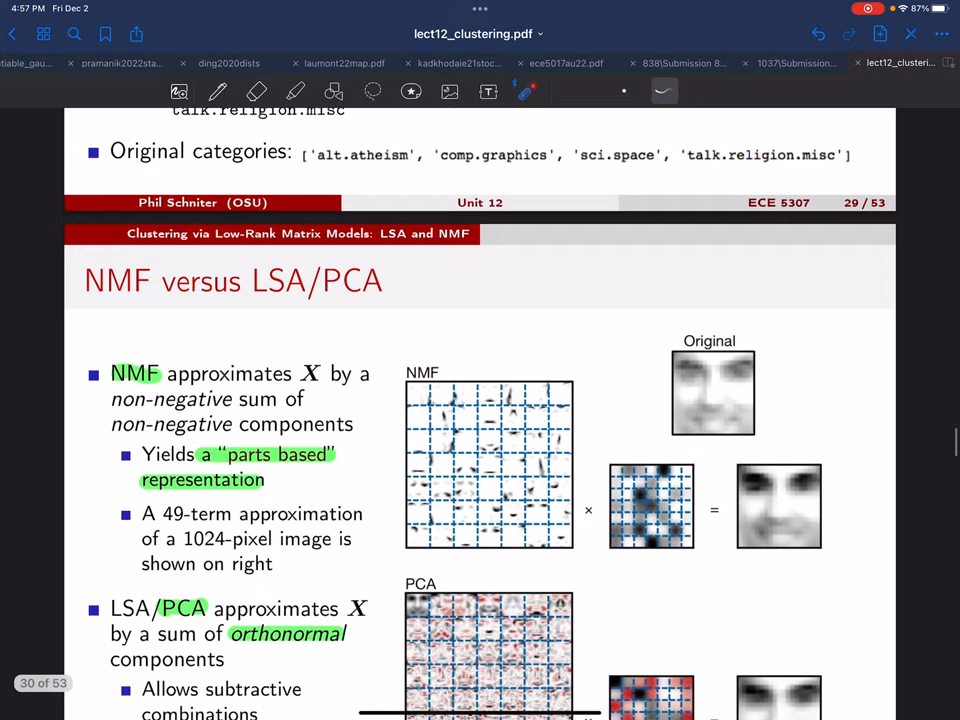 4:57 PM Fri Dec 2
87%
lect12_clustering.pdf
tiable_gau...
pramanik2022sta...
ding2020dists
laumont22map.pdf
kadkhodaie21stoc...
ece5017au22.pdf
838\Submission 8...
1037\Submission...
lect12_clusteri...
talk.religion.misc
Original categories: ['alt.atheism', 'comp.graphics', 'sci.space', 'talk.religion.misc']
Phil Schniter (OSU) Unit 12 ECE 5307 29 / 53
Clustering via Low-Rank Matrix Models: LSA and NMF
NMF versus LSA/PCA
NMF approximates X by a
non-negative sum of
non-negative components
Yields a “parts based”
representation
A 49-term approximation
of a 1024-pixel image is
shown on right
LSA/PCA approximates X
by a sum of orthonormal
components
Allows subtractive
combinations
Original
NMF
× =
PCA
30 of 53